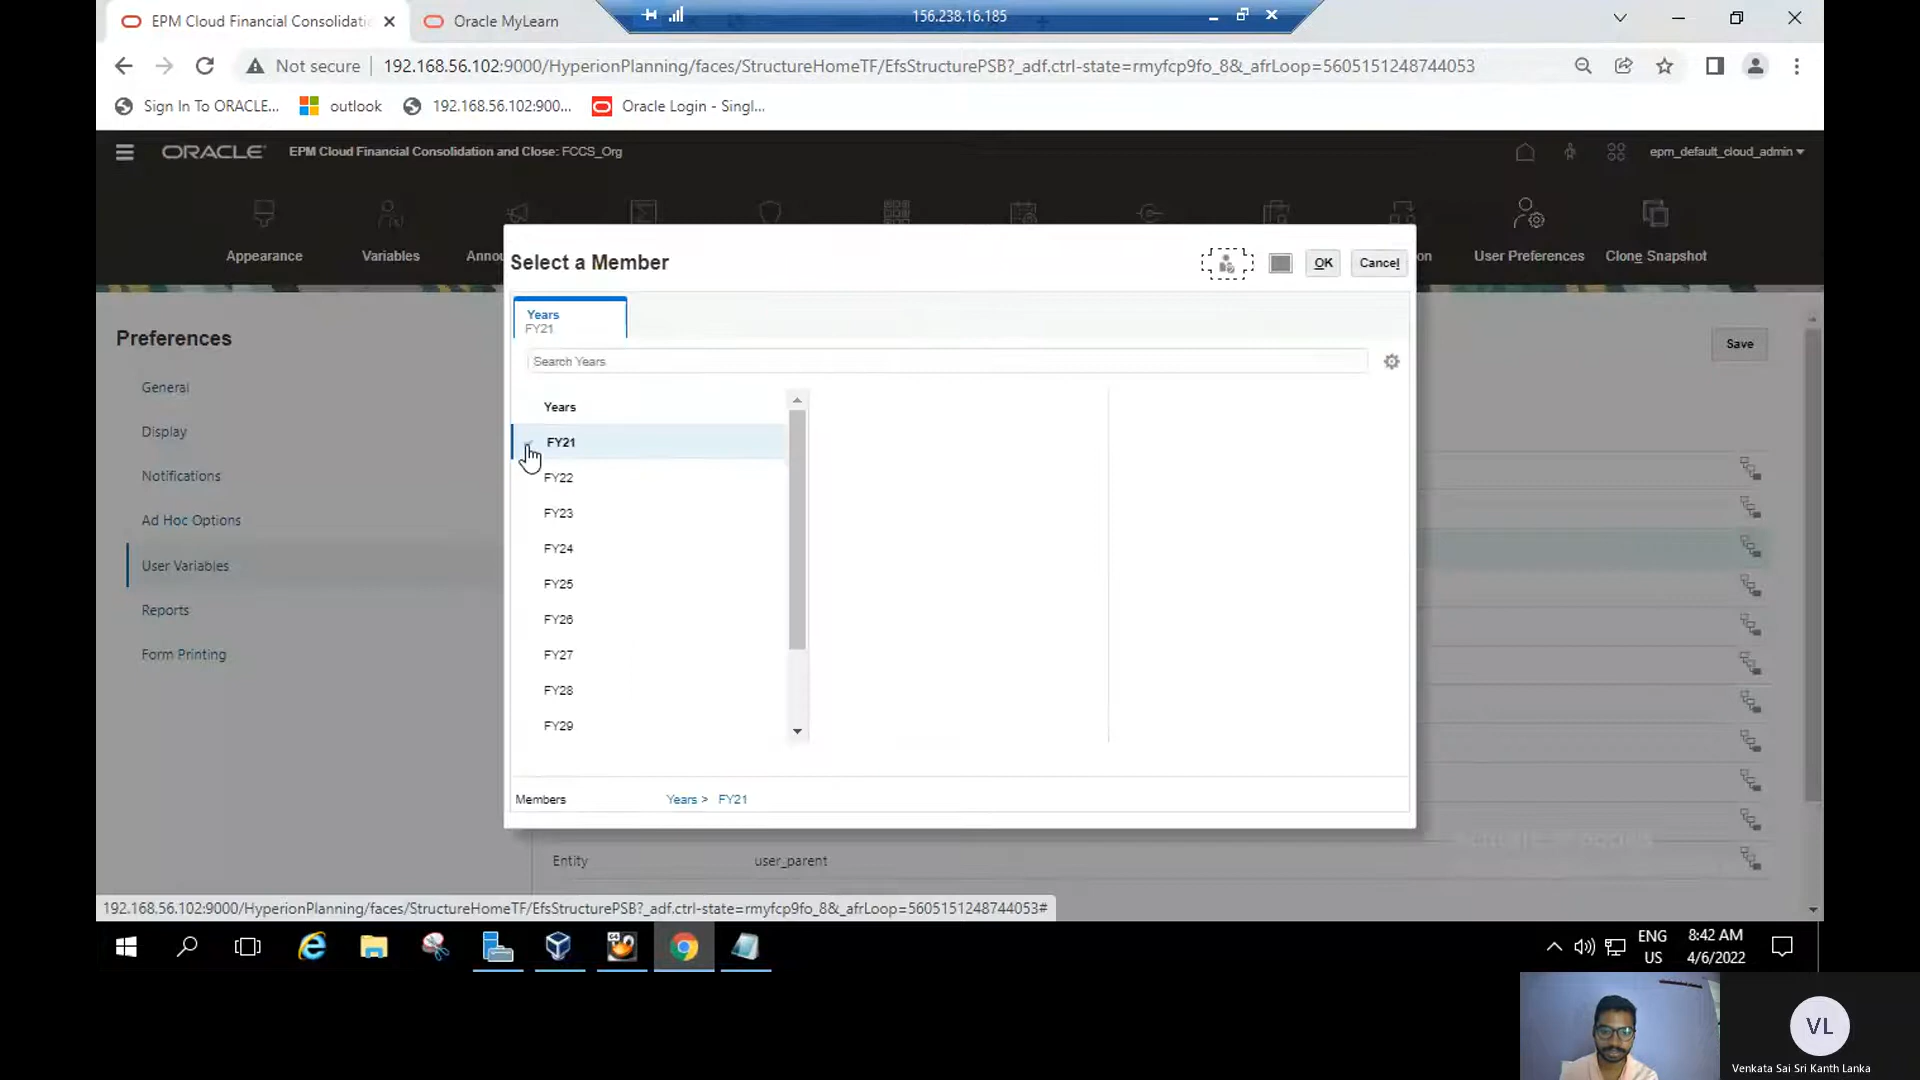 EPM Cloud Financial Consolidati
Oracle MyLearn
156.238.16.185
Not secure
192.168.56.102:9000/HyperionPlanning/faces/StructureHomeTF/EfsStructurePSB?_adf.ctrl-state=rmyfcp9fo_8&_afrLoop=5605151248744053
Sign In To ORACLE...
outlook
192.168.56.102:900...
Oracle Login - Singl...
ORACLE
EPM Cloud Financial Consolidation and Close: FCCS_Org
epm_default_cloud_admin
Appearance
Variables
Annou
on
User Preferences
Clone Snapshot
Select a Member
OK
Cancel
Years
FY21
Search Years
Preferences
Save
General
Display
Notifications
Ad Hoc Options
User Variables
Reports
Form Printing
Years
FY21
FY22
FY23
FY24
FY25
FY26
FY27
FY28
FY29
Members
Years > FY21
Entity
user_parent
192.168.56.102:9000/HyperionPlanning/faces/StructureHomeTF/EfsStructurePSB?_adf.ctrl-state=rmyfcp9fo_8&_afrLoop=5605151248744053#
ENG
US
8:42 AM
4/6/2022
VL
Venkata Sai Sri Kanth Lanka